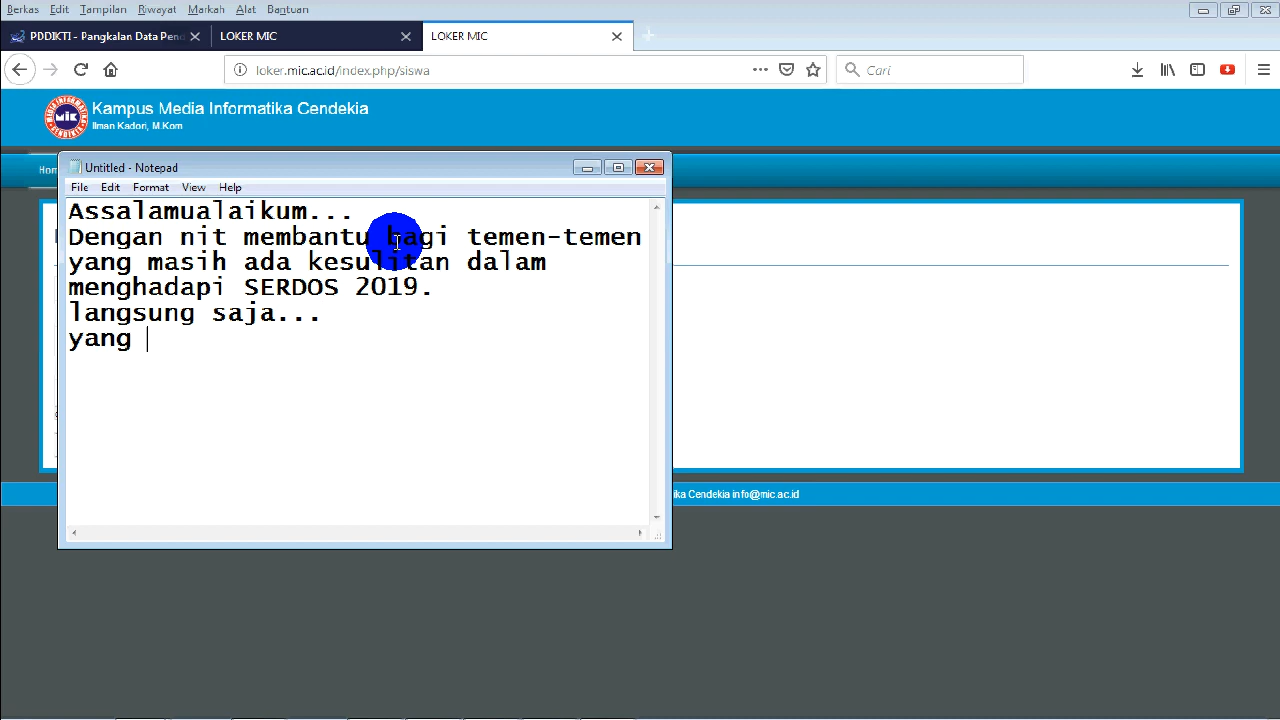 Berkas Edit Tampilan Riwayat Markah Alat Bantuan
PDDIKTI - Pangkalan Data Pend LOKER MIC LOKER MIC
loker.mic.ac.id/index.php/siswa Cari
Kampus Media Informatika Cendekia
Ilman Kadori, M.Kom
Hom
Untitled - Notepad
File Edit Format View Help
Assalamualaikum...
Dengan nit membantu bagi temen-temen
yang masih ada kesulitan dalam
menghadapi SERDOS 2019.
langsung saja...
yang
ika Cendekia info@mic.ac.id